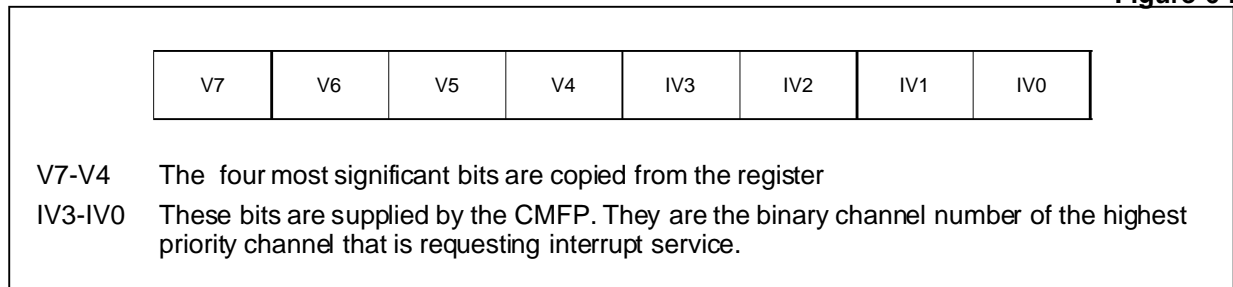 V7 V6 V5 V4 IV3 IV2 IV1 IV0
V7-V4 The four most significant bits are copied from the register
IV3-IV0 These bits are supplied by the CMFP. They are the binary channel number of the highest
priority channel that is requesting interrupt service.